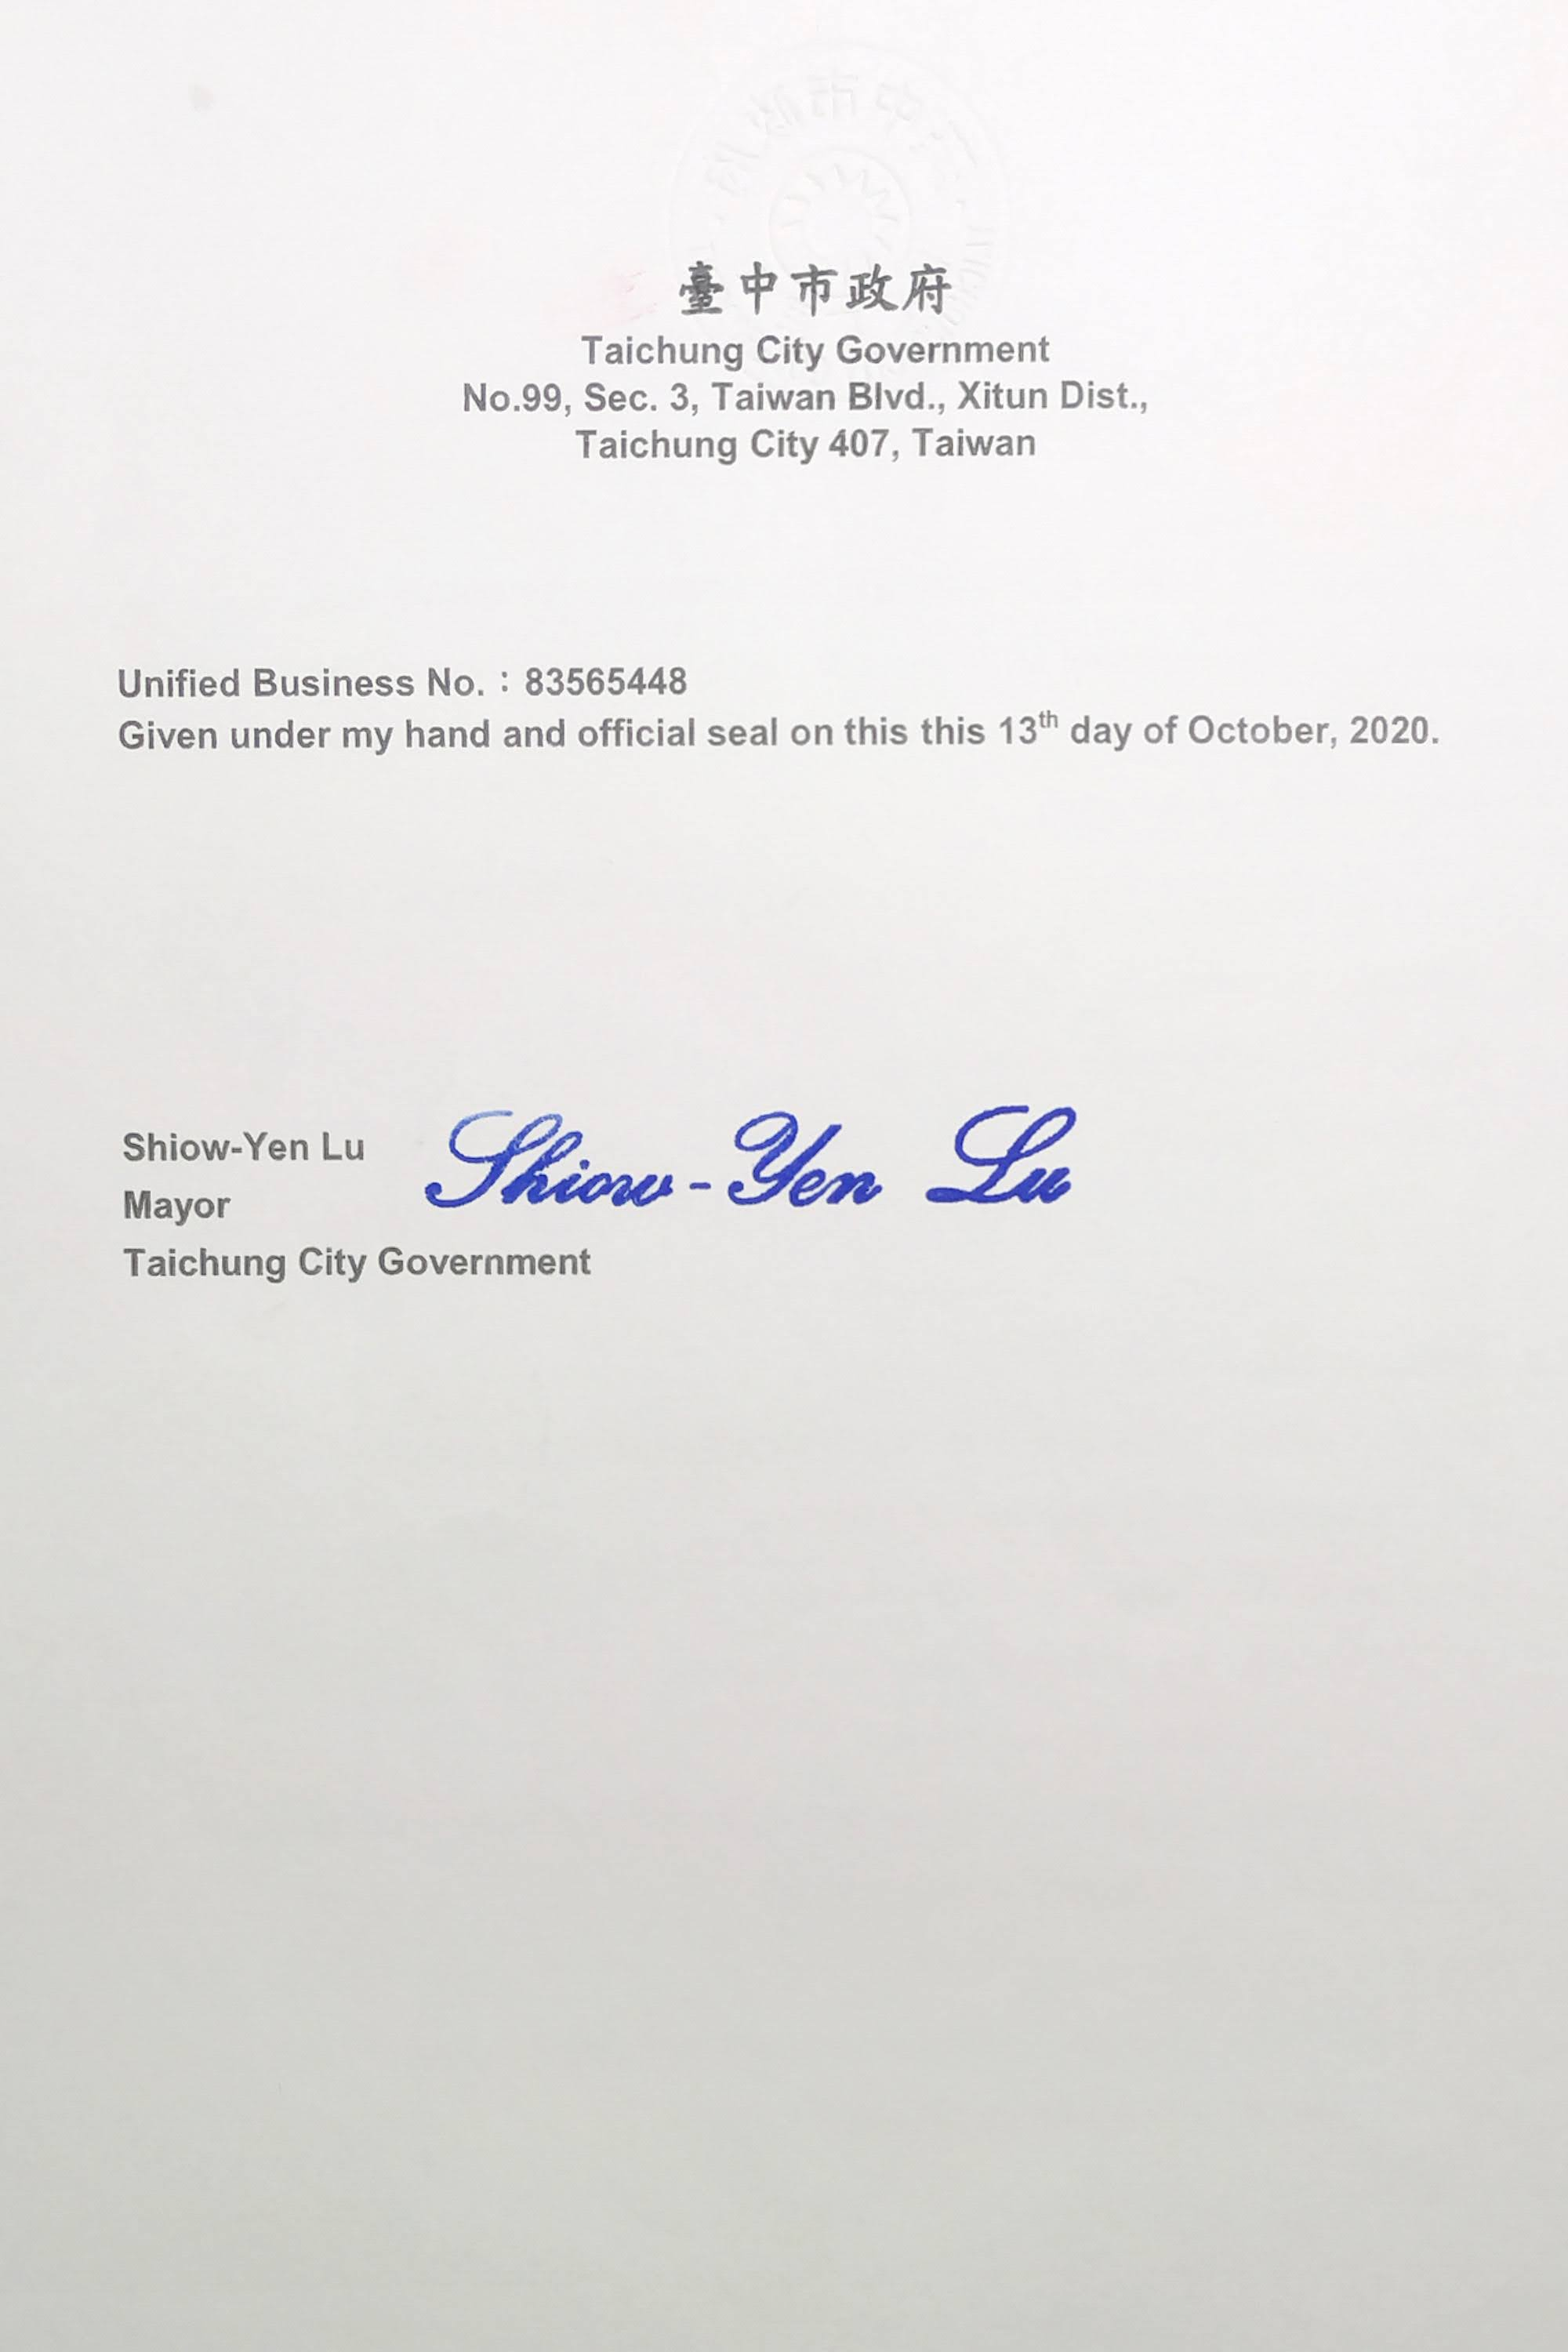 臺中市政府
Taichung City Government
No.99, Sec. 3, Taiwan Blvd., Xitun Dist.,
Taichung City 407, Taiwan
Unified Business No.：83565448
Given under my hand and official seal on this this 13th day of October, 2020.
Shiow-Yen Lu
Shiow-Yen Lu
Mayor
Taichung City Government